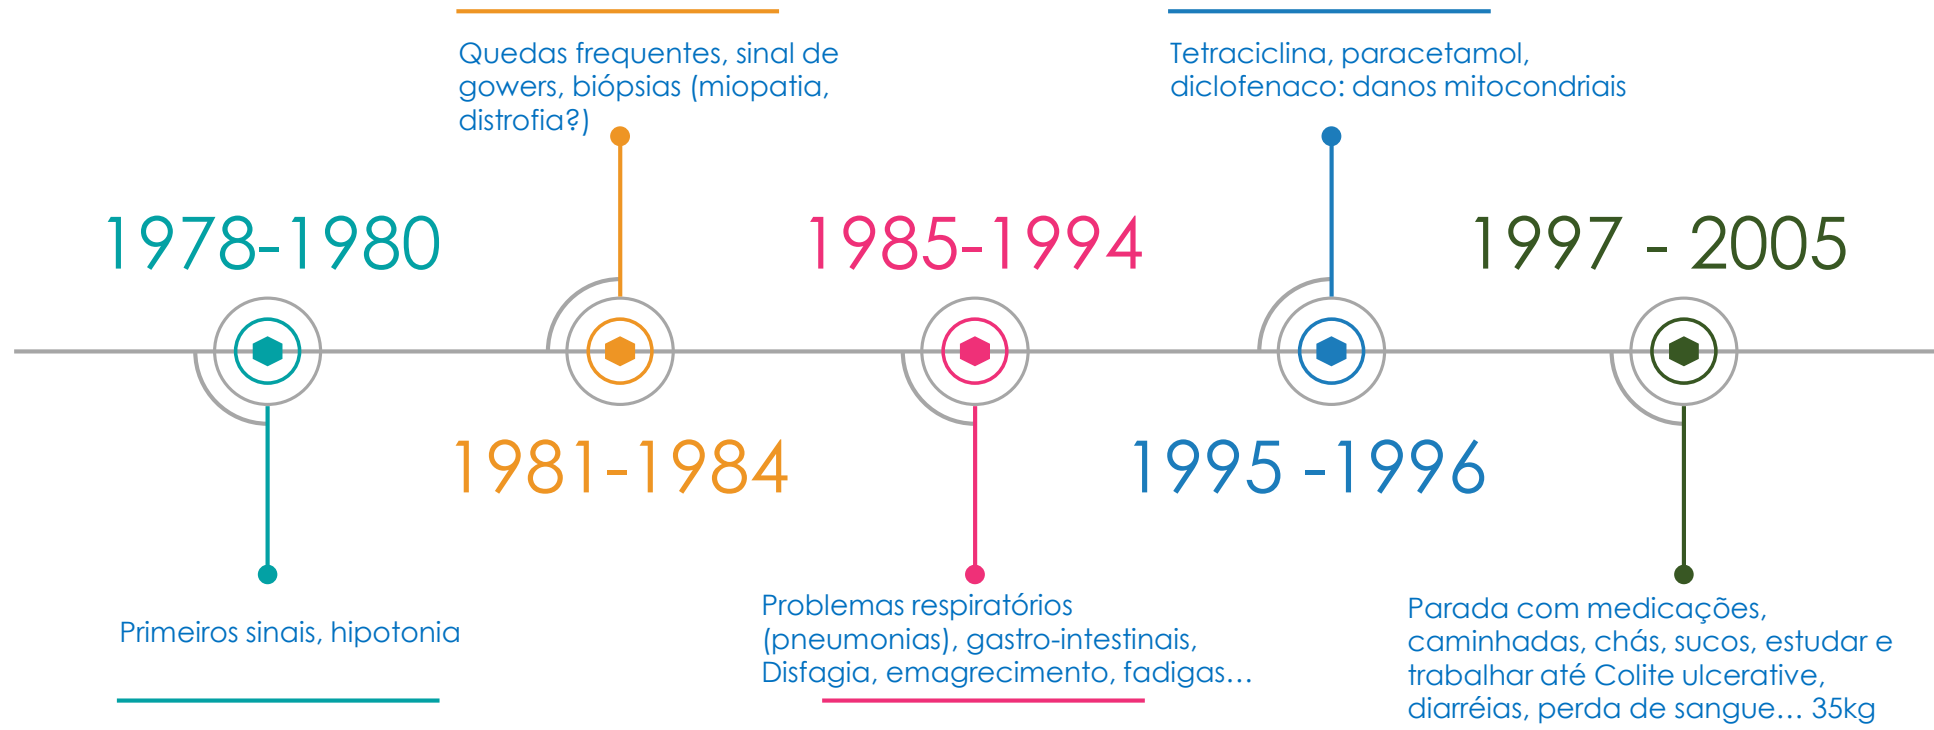 Quedas frequentes, sinal de
gowers, biópsias (miopatia,
distrofia?)
Tetraciclina, paracetamol,
diclofenaco: danos mitocondriais
1978-1980
1985-1994
1997 - 2005
1981-1984
1995 -1996
Primeiros sinais, hipotonia
Problemas respiratórios
(pneumonias), gastro-intestinais,
Disfagia, emagrecimento, fadigas...
Parada com medicações,
caminhadas, chás, sucos, estudar e
trabalhar até Colite ulcerative,
diarréias, perda de sangue... 35kg